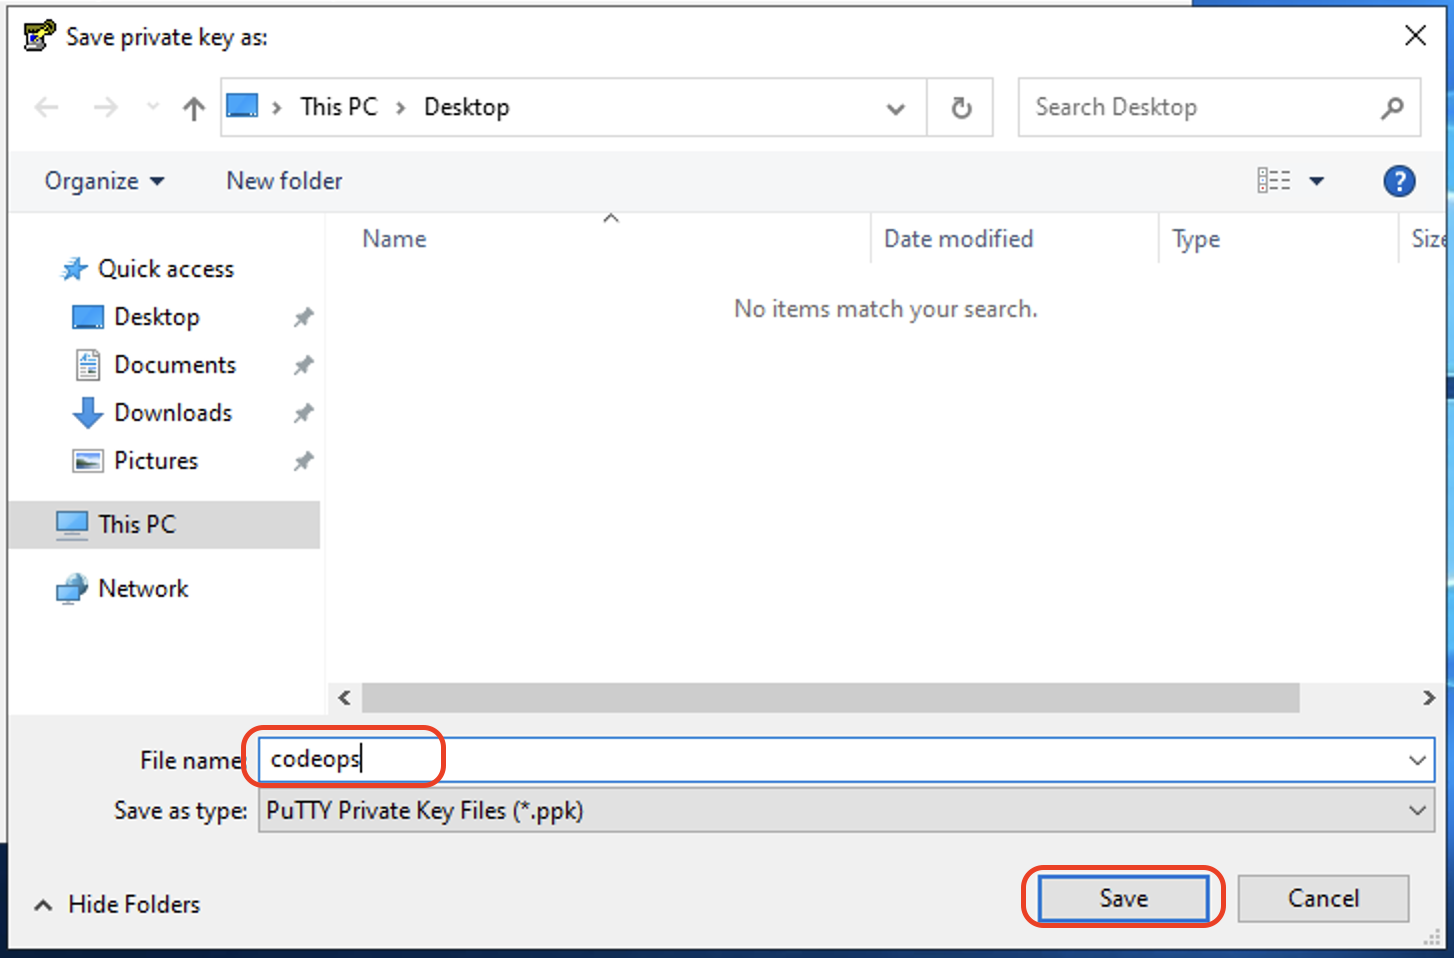 Save private key as:
This PC > Desktop
Search Desktop
Organize
New folder
?
Name
Date modified
Type
Size
No items match your search.
Quick access
Desktop
Documents
Downloads
Pictures
This PC
Network
File name:
codeops
Save as type:
PuTTY Private Key Files (*.ppk)
Hide Folders
Save
Cancel